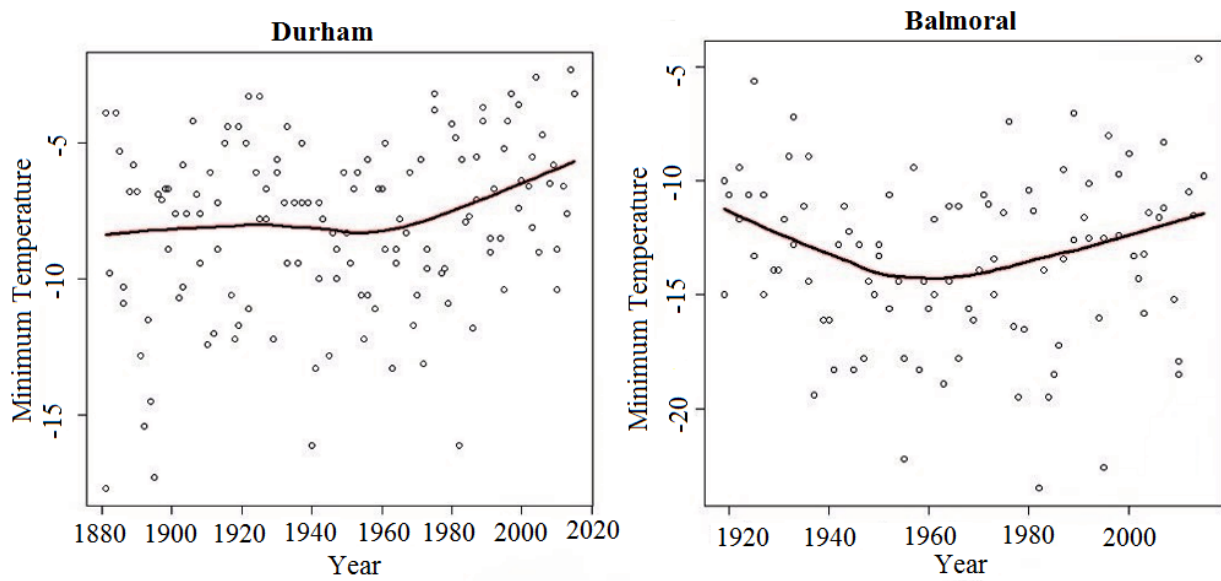 Durham
Minimum Temperature
-5
-10
-15
1880 1900 1920 1940 1960 1980 2000 2020
Year
Balmoral
Minimum Temperature
-5
-10
-15
-20
1920 1940 1960 1980 2000
Year